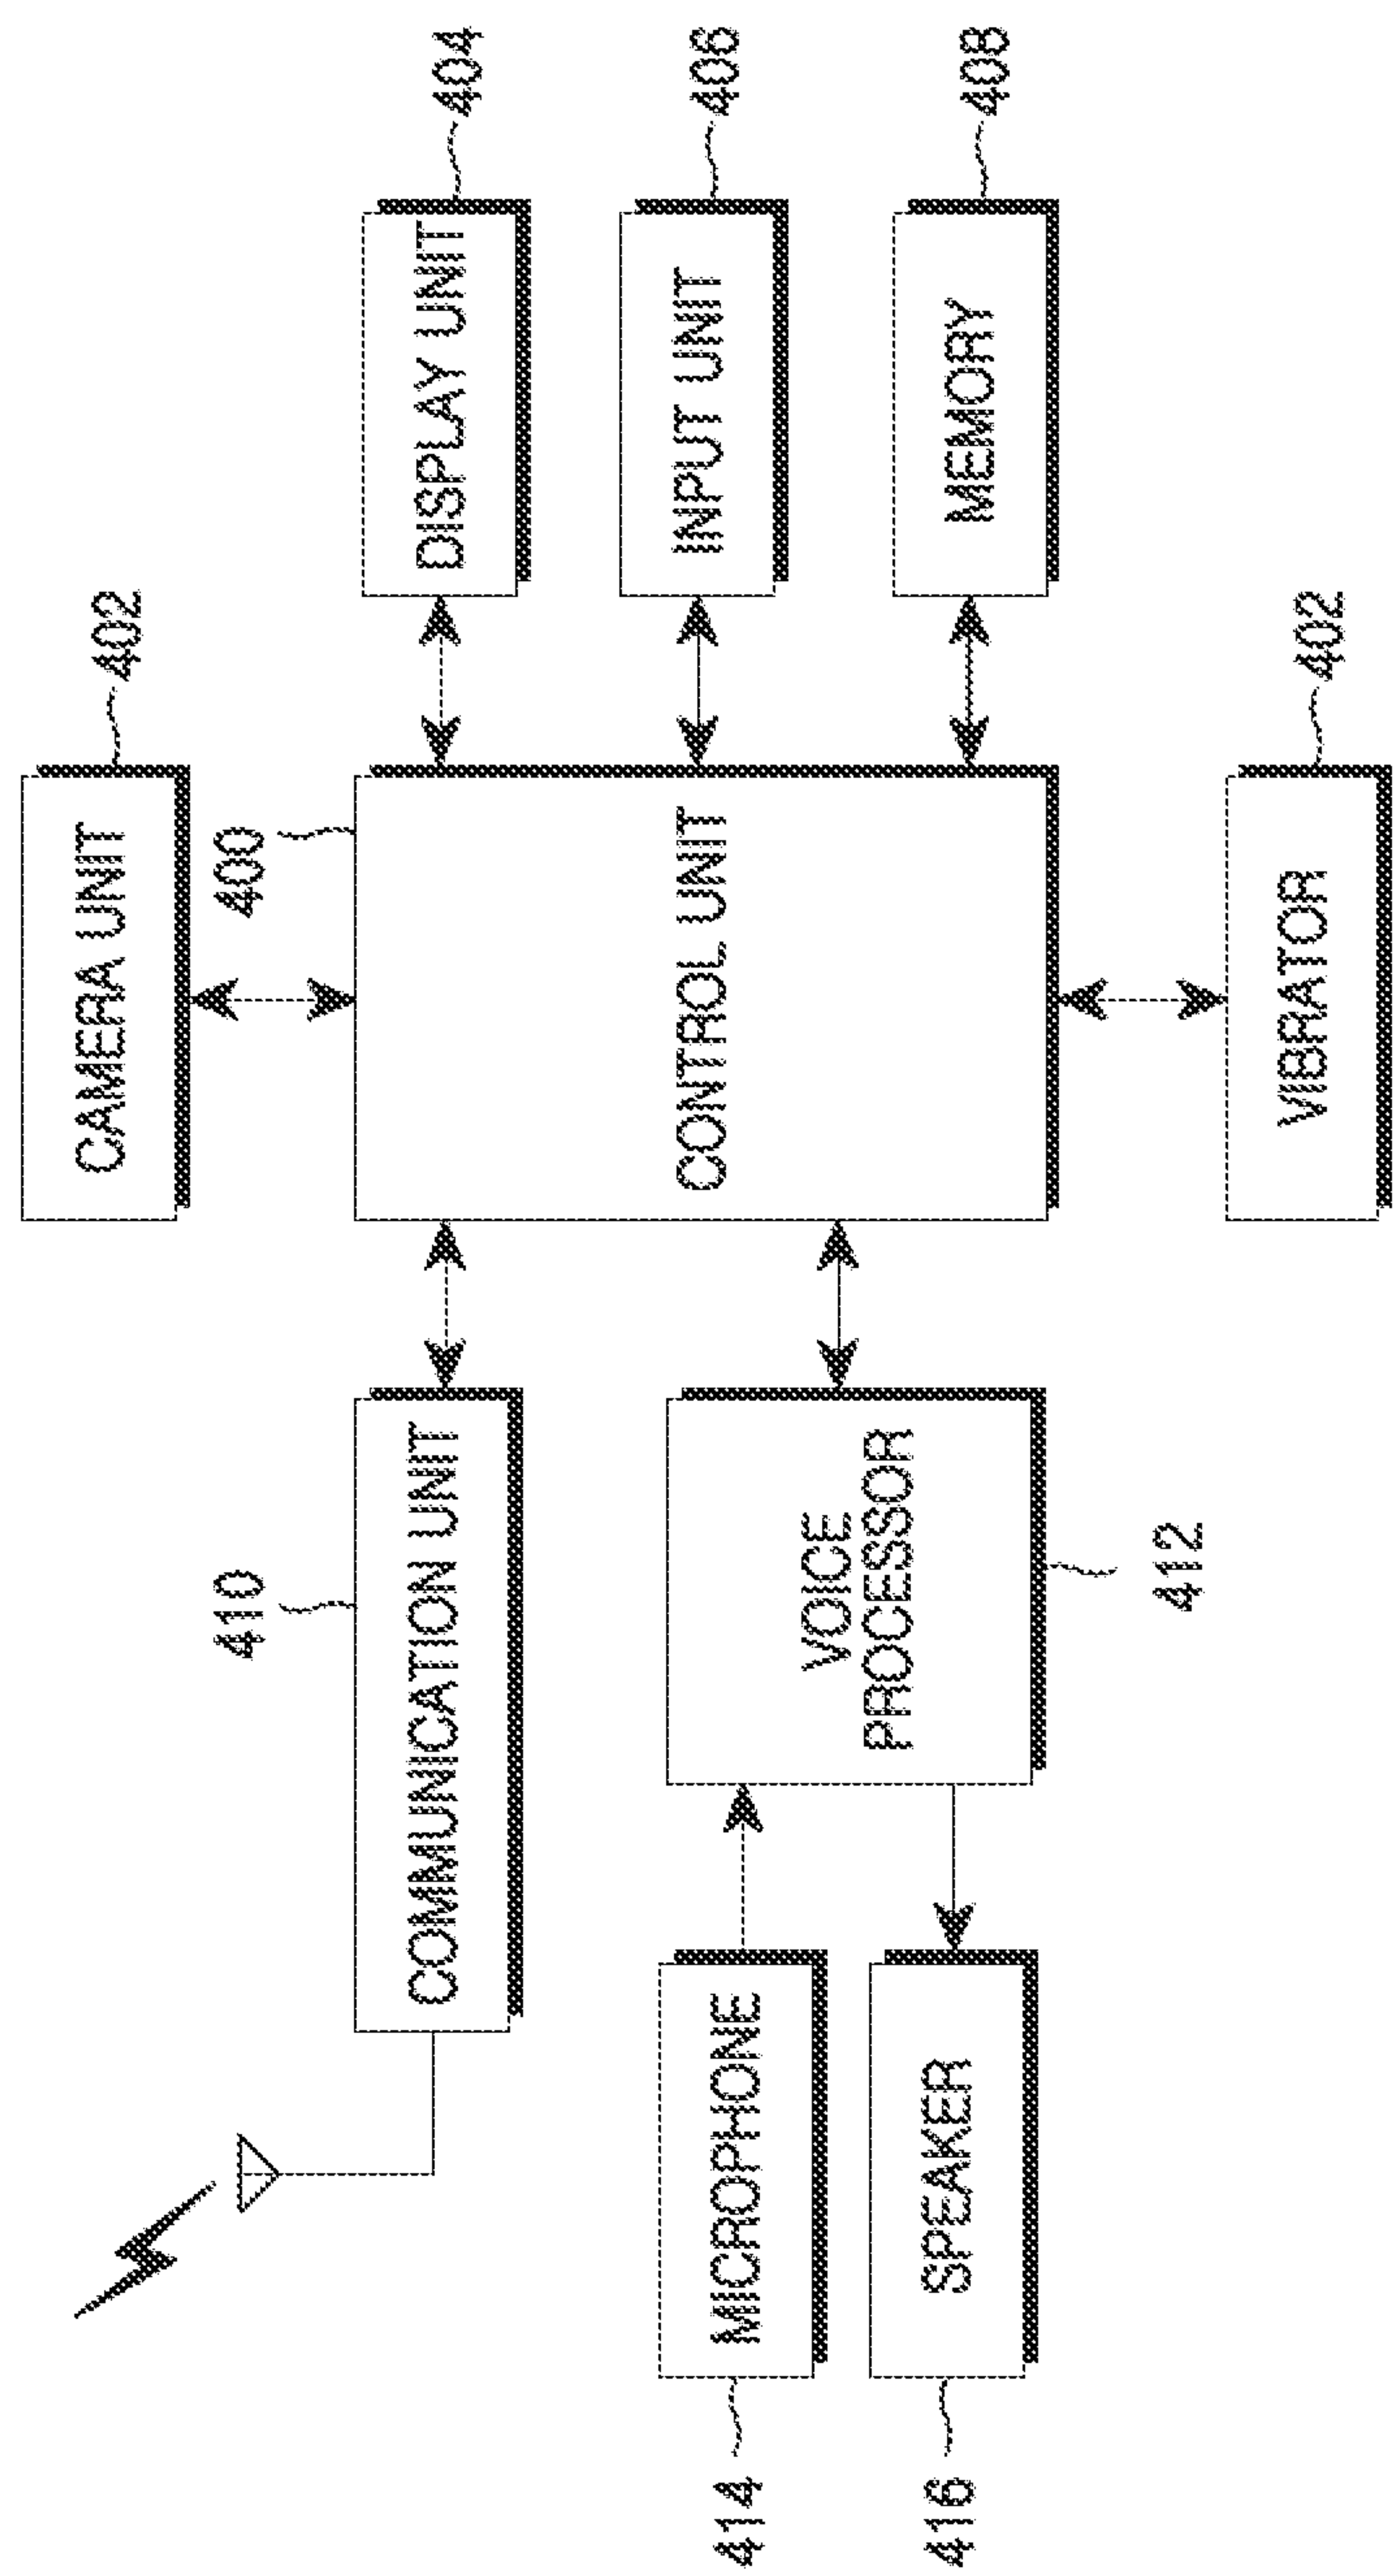 CAMERA UNIT
402
410
400
COMMUNICATION UNIT
DISPLAY UNIT
404
CONTROL UNIT
INPUT UNIT
406
414
MICROPHONE
VOICE
PROCESSOR
416
SPEAKER
MEMORY
408
412
VIBRATOR
402